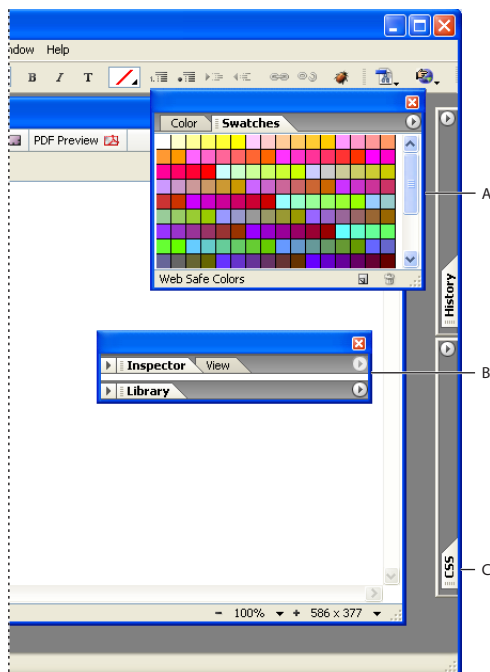 ndow Help
B I T
Color Swatches
PDF Preview
A
Web Safe Colors
History
Inspector View
B
Library
CSS
C
- 100% + 586 x 377